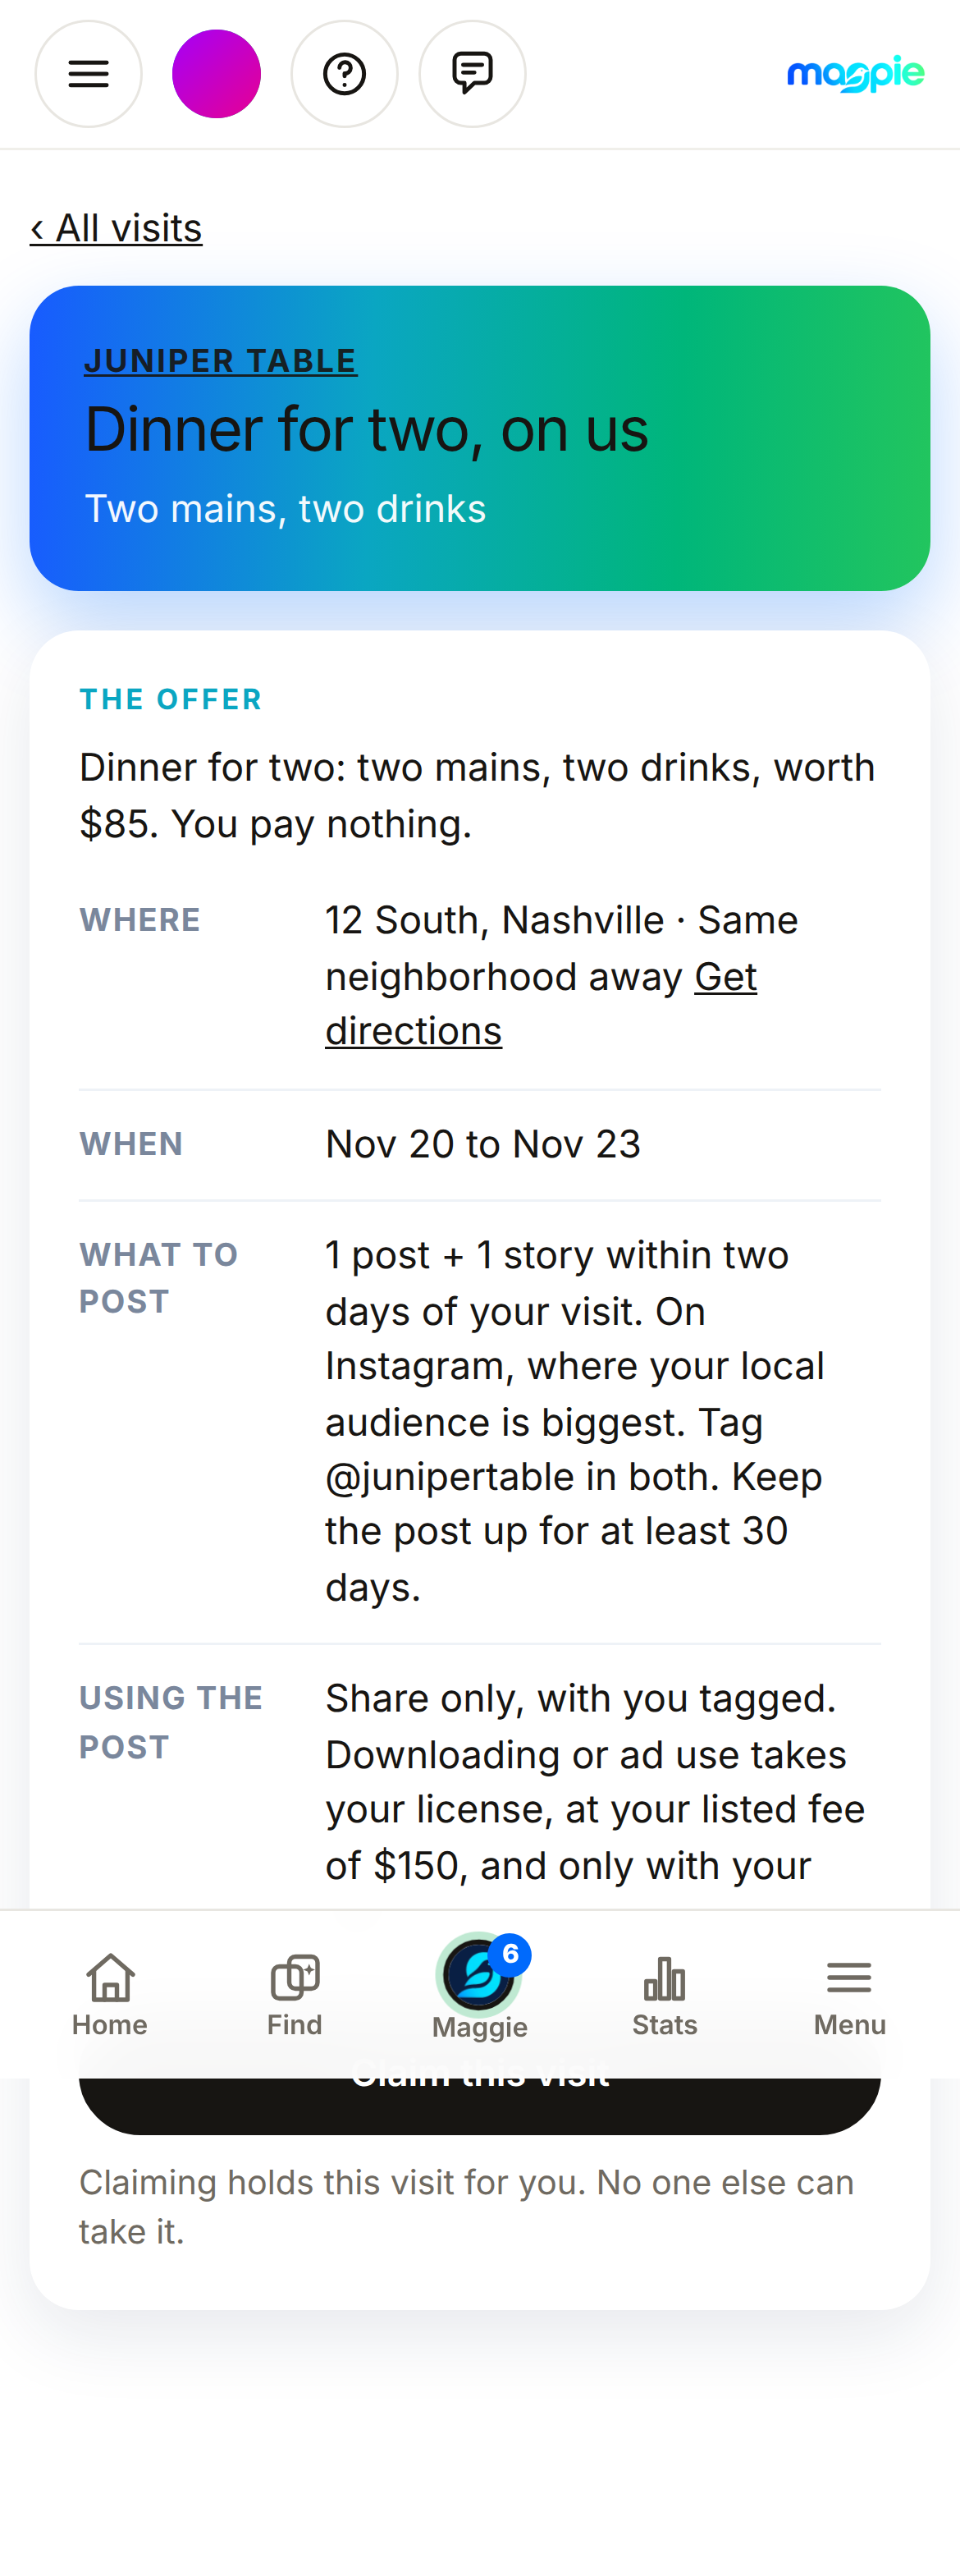 magpie
‹ All visits
JUNIPER TABLE
Dinner for two, on us
Two mains, two drinks
THE OFFER
Dinner for two: two mains, two drinks, worth
$85. You pay nothing.
WHERE
12 South, Nashville · Same
neighborhood away Get
directions
WHEN
Nov 20 to Nov 23
WHAT TO
POST
1 post + 1 story within two
days of your visit. On
Instagram, where your local
audience is biggest. Tag
@junipertable in both. Keep
the post up for at least 30
days.
USING THE
POST
Share only, with you tagged.
Downloading or ad use takes
your license, at your listed fee
of $150, and only with your
6
Home
Find
Maggie
Stats
Menu
Claim this visit
Claiming holds this visit for you. No one else can
take it.